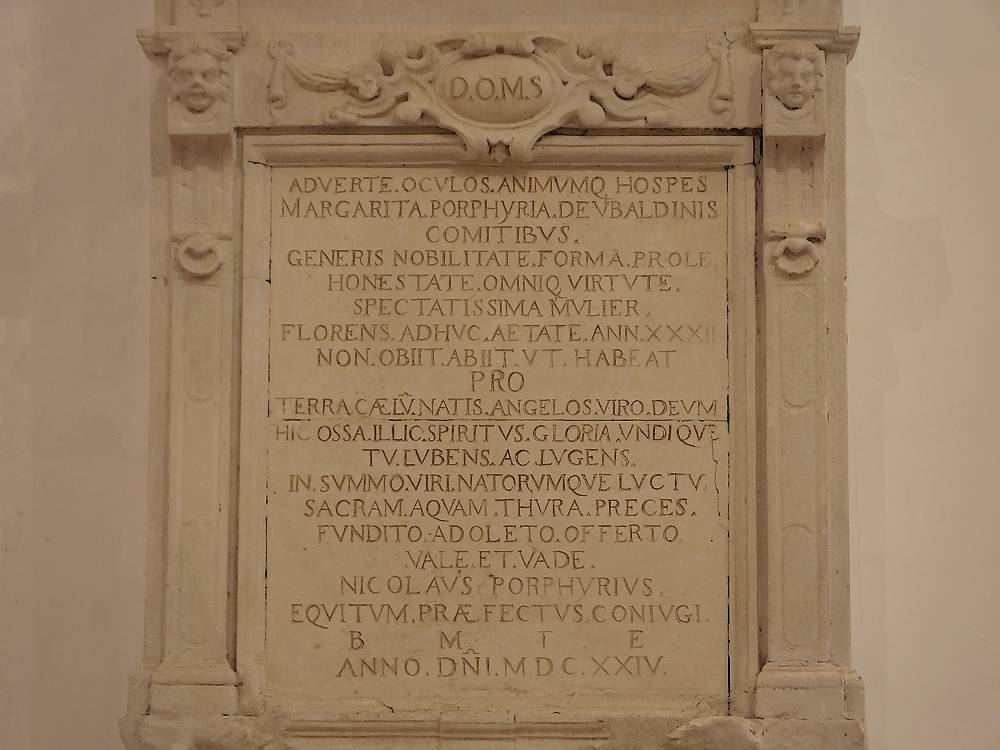 D.O.M.S
ADVERTE.OCVLOS.ANIMVMQ HOSPES
MARGARITA.PORPHYRIA.DE VBALDINIS
COMITIBVS.
GENERIS NOBILITATE.FORMA.PROLE
HONESTATE.OMNIQ VIRTVTE.
SPECTATISSIMA MVLIER.
FLORENS.ADHVC.AETATE.ANN.XXXII
NON.OBIIT.ABIIT.VT.HABEAT
PRO
TERRA CÆLV̄.NATIS.ANGELOS.VIRO.DEVM
HIC.OSSA.ILLIC.SPIRITVS.GLORIA.VNDIQVE
TV.LVBENS.AC.LVGENS.
IN.SVMMO.VIRI.NATORVMQVE LVCTV.
SACRAM.AQVAM.THVRA.PRECES.
FVNDITO.ADOLETO.OFFERTO
VALE.ET.VADE.
NICOLAVS PORPHYRIVS.
EQVITVM.PRÆFECTVS.CONIVGI.
B M T E
ANNO.DN̄I.MDC.XXIV.